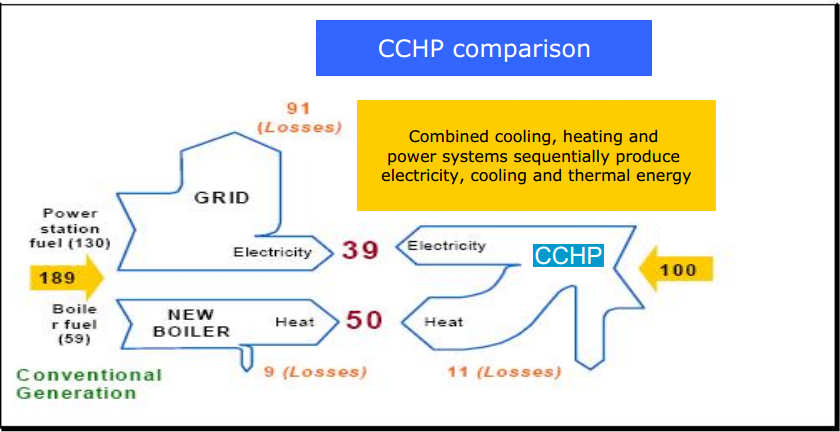 CCHP comparison
91
(Losses)
Combined cooling, heating and
power systems sequentially produce
electricity, cooling and thermal energy
GRID
Power
station
fuel (130)
Electricity
39
Electricity
CCHP
189
100
Boile
r fuel
(59)
NEW
BOILER
Heat
50
Heat
9 (Losses)
11 (Losses)
Conventional
Generation